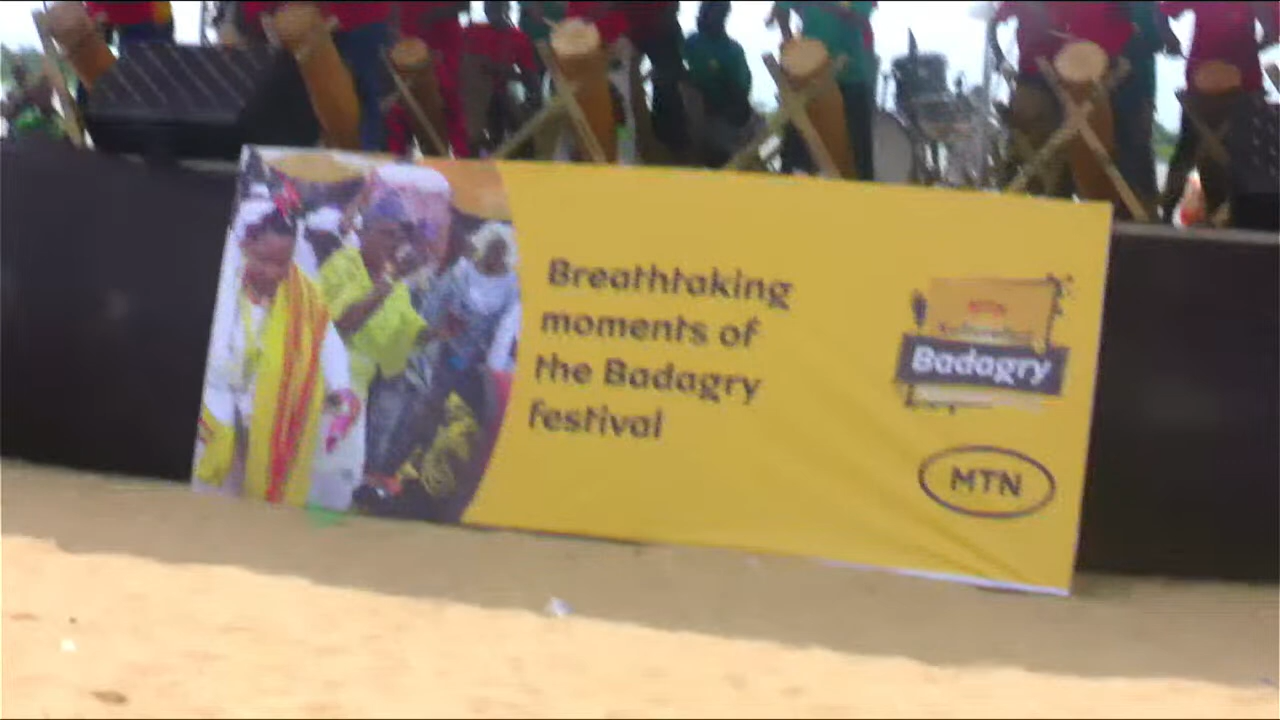 Breathtaking
moments of
the Badagry
festival
Badagry
MTN